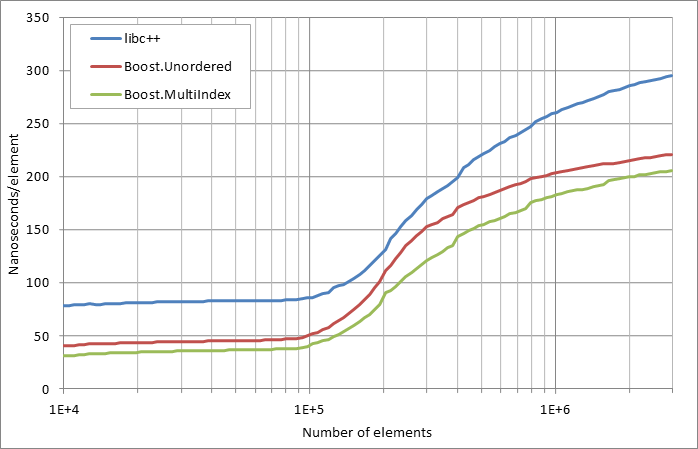 350
300
250
200
150
100
50
0
libc++
Boost.Unordered
Boost.MultiIndex
Nanoseconds/element
1E+4
1E+5
1E+6
Number of elements